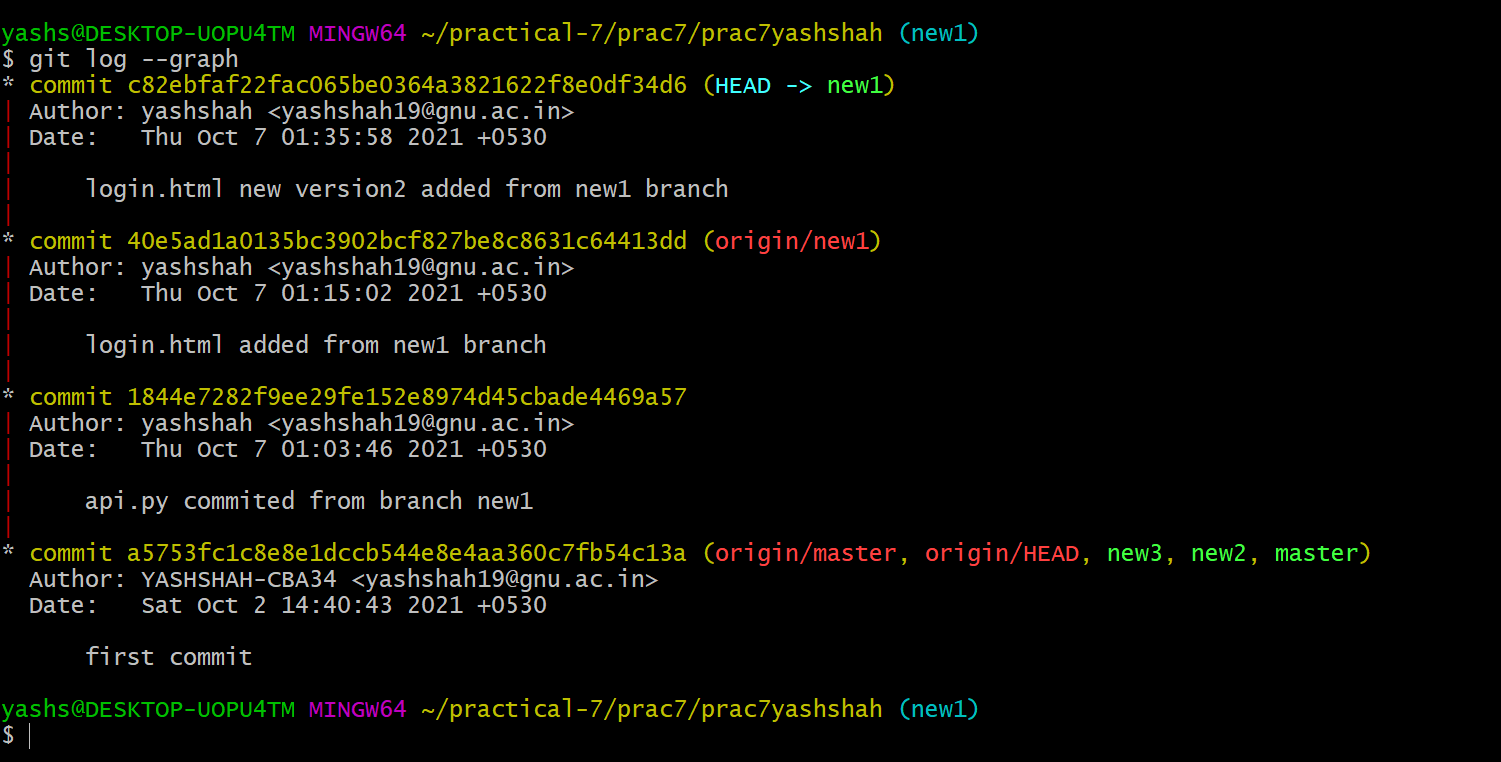 yashs@DESKTOP-UOPU4TM MINGW64 ~/practical-7/prac7/prac7yashshah (new1)
$ git log --graph
* commit c82ebfaf22fac065be0364a3821622f8e0df34d6 (HEAD -> new1)
| Author: yashshah <yashshah19@gnu.ac.in>
| Date:   Thu Oct 7 01:35:58 2021 +0530
|
|     login.html new version2 added from new1 branch
|
* commit 40e5ad1a0135bc3902bcf827be8c8631c64413dd (origin/new1)
| Author: yashshah <yashshah19@gnu.ac.in>
| Date:   Thu Oct 7 01:15:02 2021 +0530
|
|     login.html added from new1 branch
|
* commit 1844e7282f9ee29fe152e8974d45cbade4469a57
| Author: yashshah <yashshah19@gnu.ac.in>
| Date:   Thu Oct 7 01:03:46 2021 +0530
|
|     api.py commited from branch new1
|
* commit a5753fc1c8e8e1dccb544e8e4aa360c7fb54c13a (origin/master, origin/HEAD, new3, new2, master)
  Author: YASHSHAH-CBA34 <yashshah19@gnu.ac.in>
  Date:   Sat Oct 2 14:40:43 2021 +0530

      first commit

yashs@DESKTOP-UOPU4TM MINGW64 ~/practical-7/prac7/prac7yashshah (new1)
$